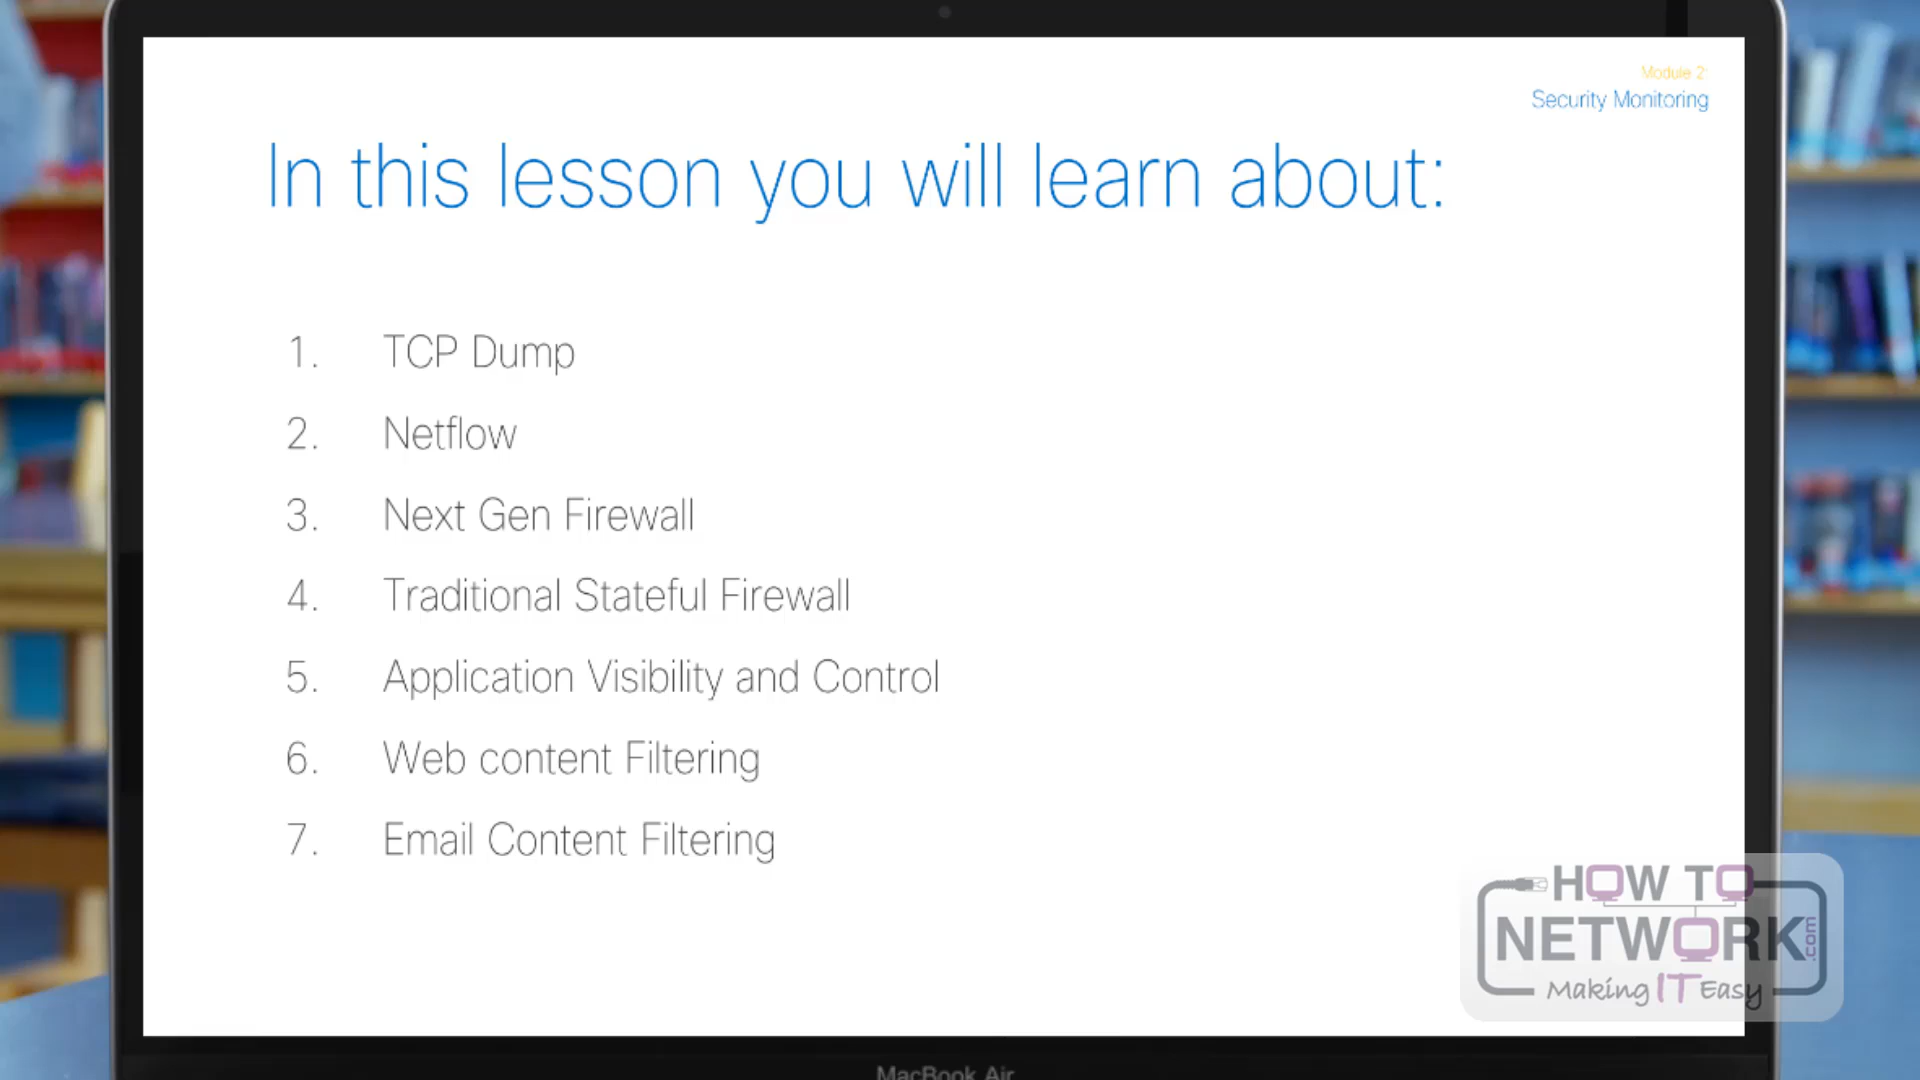 Module 2:
Security Monitoring
In this lesson you will learn about:
1. TCP Dump
2. Netflow
3. Next Gen Firewall
4. Traditional Stateful Firewall
5. Application Visibility and Control
6. Web content Filtering
7. Email Content Filtering
HOW TO
NETWORK.com
Making IT Easy
MacBook Air